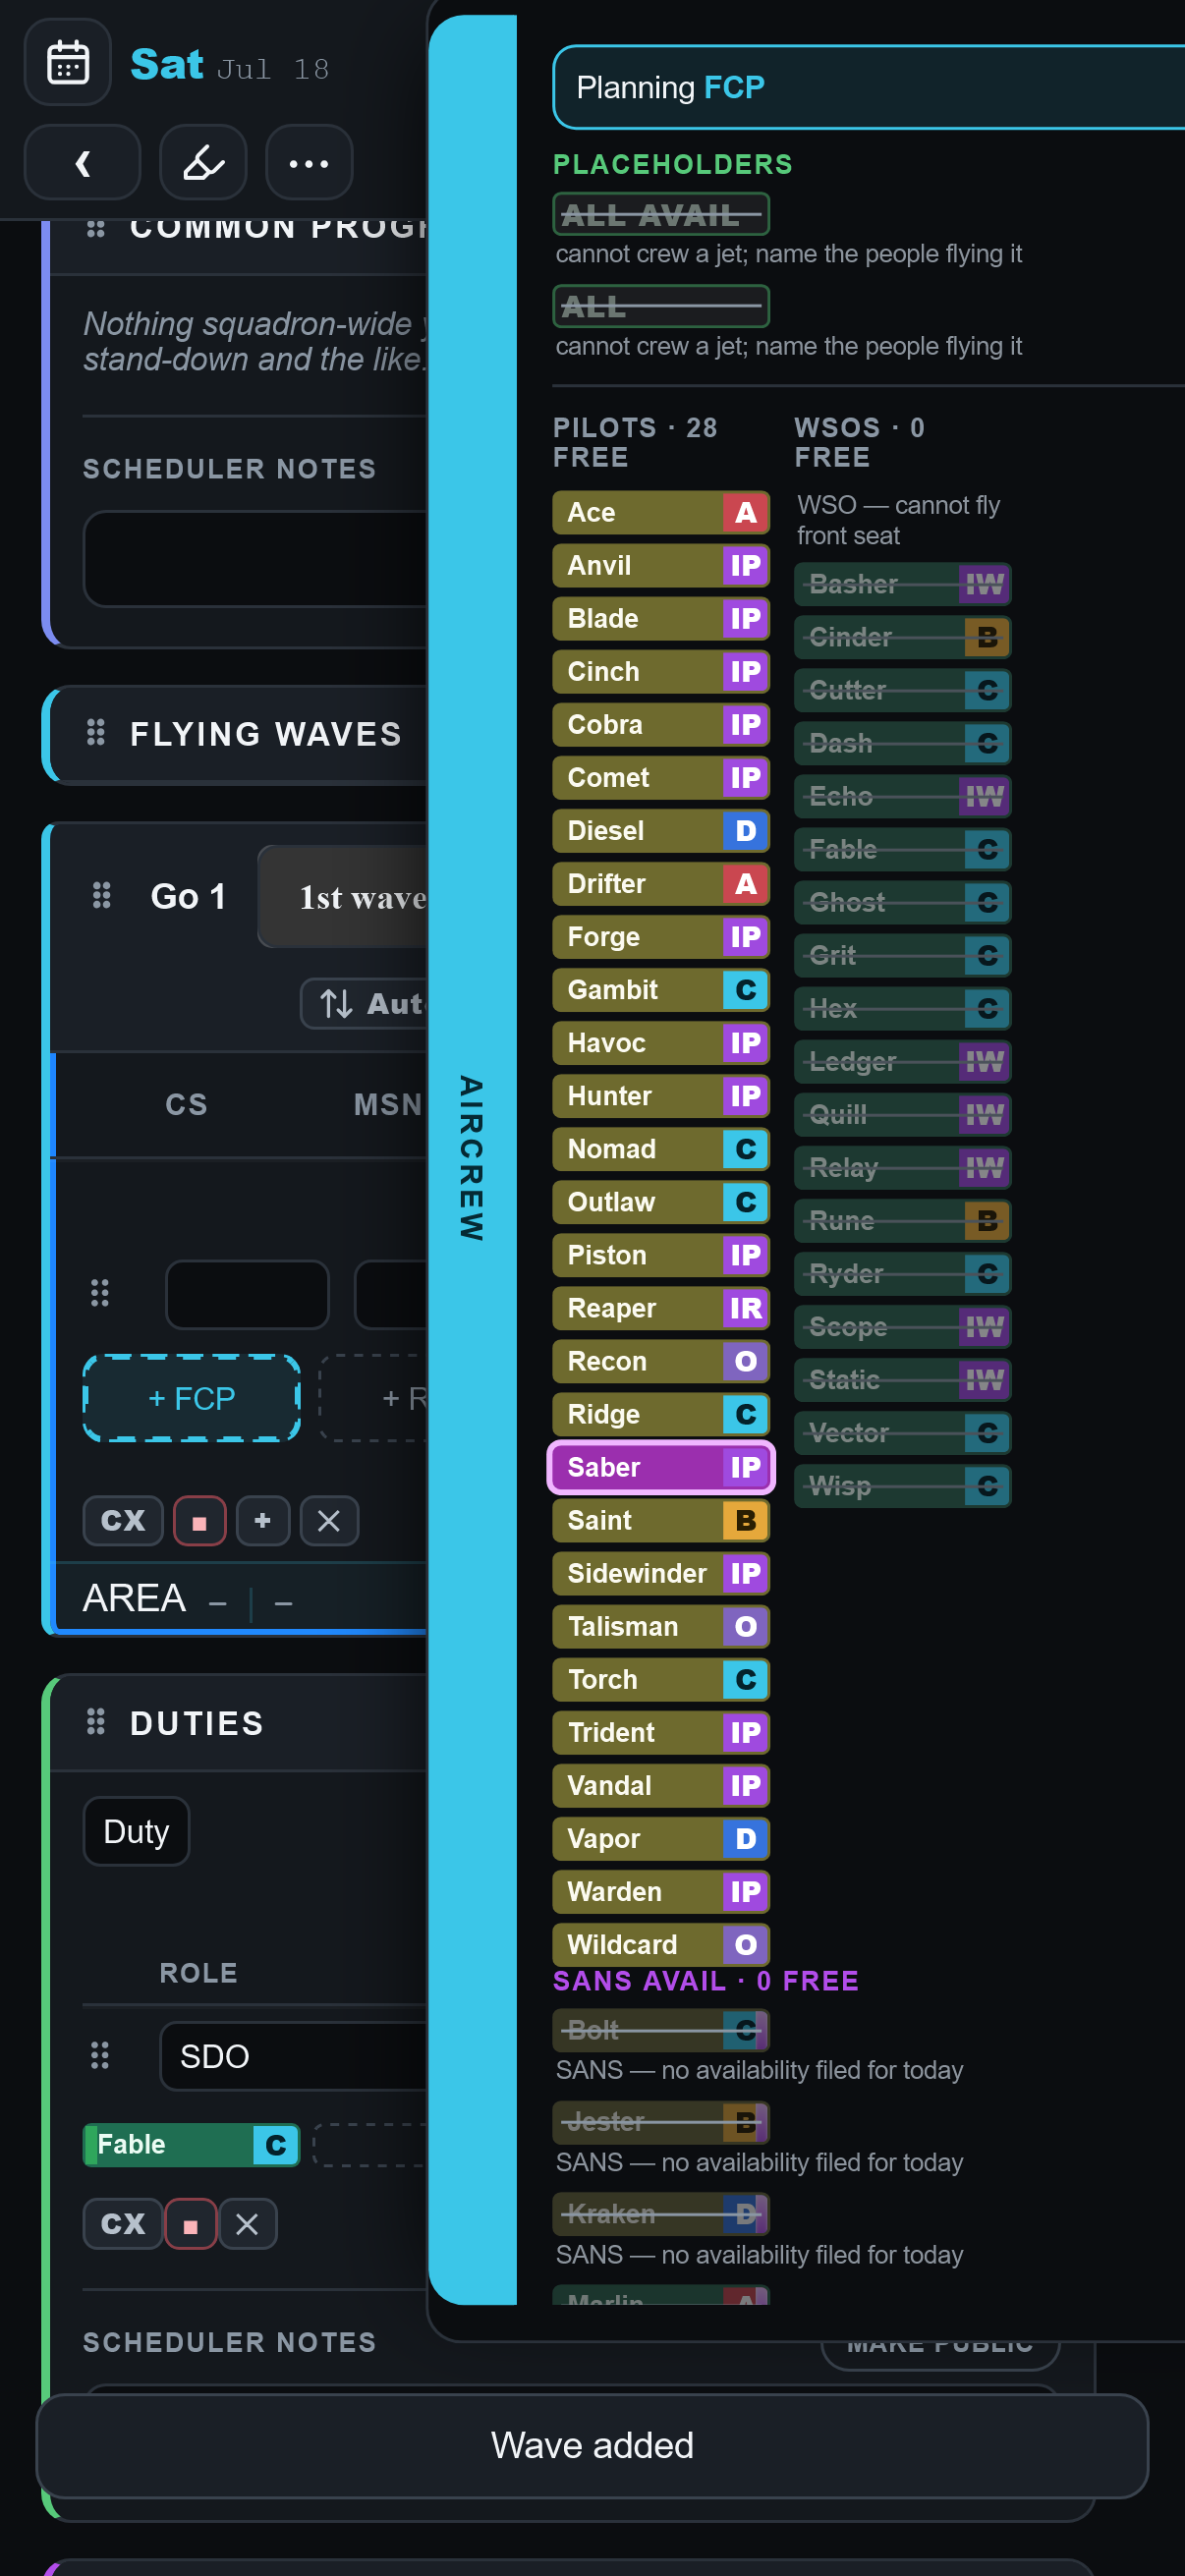 Sat Jul 18
Planning FCP
PLACEHOLDERS
ALL AVAIL
cannot crew a jet; name the people flying it
ALL
cannot crew a jet; name the people flying it
PILOTS · 28 FREE
WSOS · 0 FREE
WSO — cannot fly
front seat
Ace A
Anvil IP
Blade IP
Cinch IP
Cobra IP
Comet IP
Diesel D
Drifter A
Forge IP
Gambit C
Havoc IP
Hunter IP
Nomad C
Outlaw C
Piston IP
Reaper IR
Recon O
Ridge C
Saber IP
Saint B
Sidewinder IP
Talisman O
Torch C
Trident IP
Vandal IP
Vapor D
Warden IP
Wildcard O
Basher IW
Cinder B
Cutter C
Dash C
Echo IW
Fable C
Ghost C
Grit C
Hex C
Ledger IW
Quill IW
Relay IW
Rune B
Ryder C
Scope IW
Static IW
Vector C
Wisp C
SANS AVAIL · 0 FREE
Bolt C
SANS — no availability filed for today
Jester B
SANS — no availability filed for today
Kraken D
SANS — no availability filed for today
Marlin A
AIRCREW
COMMON
Nothing squadron-wide
stand-down and the like.
SCHEDULER NOTES
FLYING WAVES
Go 1 1st wave
CS MSN
+ FCP + R
CX +
AREA – –
DUTIES
Duty
ROLE
SDO
Fable C
CX
SCHEDULER NOTES
MAKE PUBLIC
Wave added